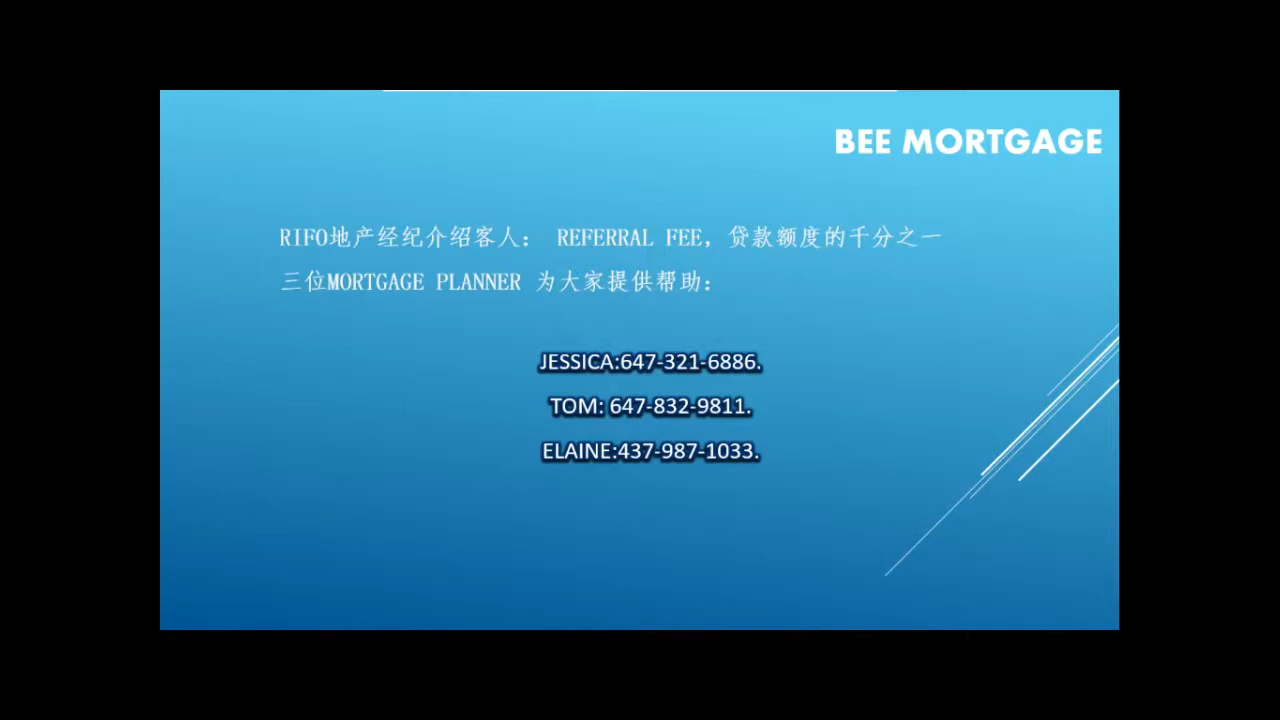 BEE MORTGAGE
RIFO地产经纪介绍客人： REFERRAL FEE，贷款额度的千分之一
三位MORTGAGE PLANNER 为大家提供帮助：
JESSICA:647-321-6886.
TOM: 647-832-9811.
ELAINE:437-987-1033.